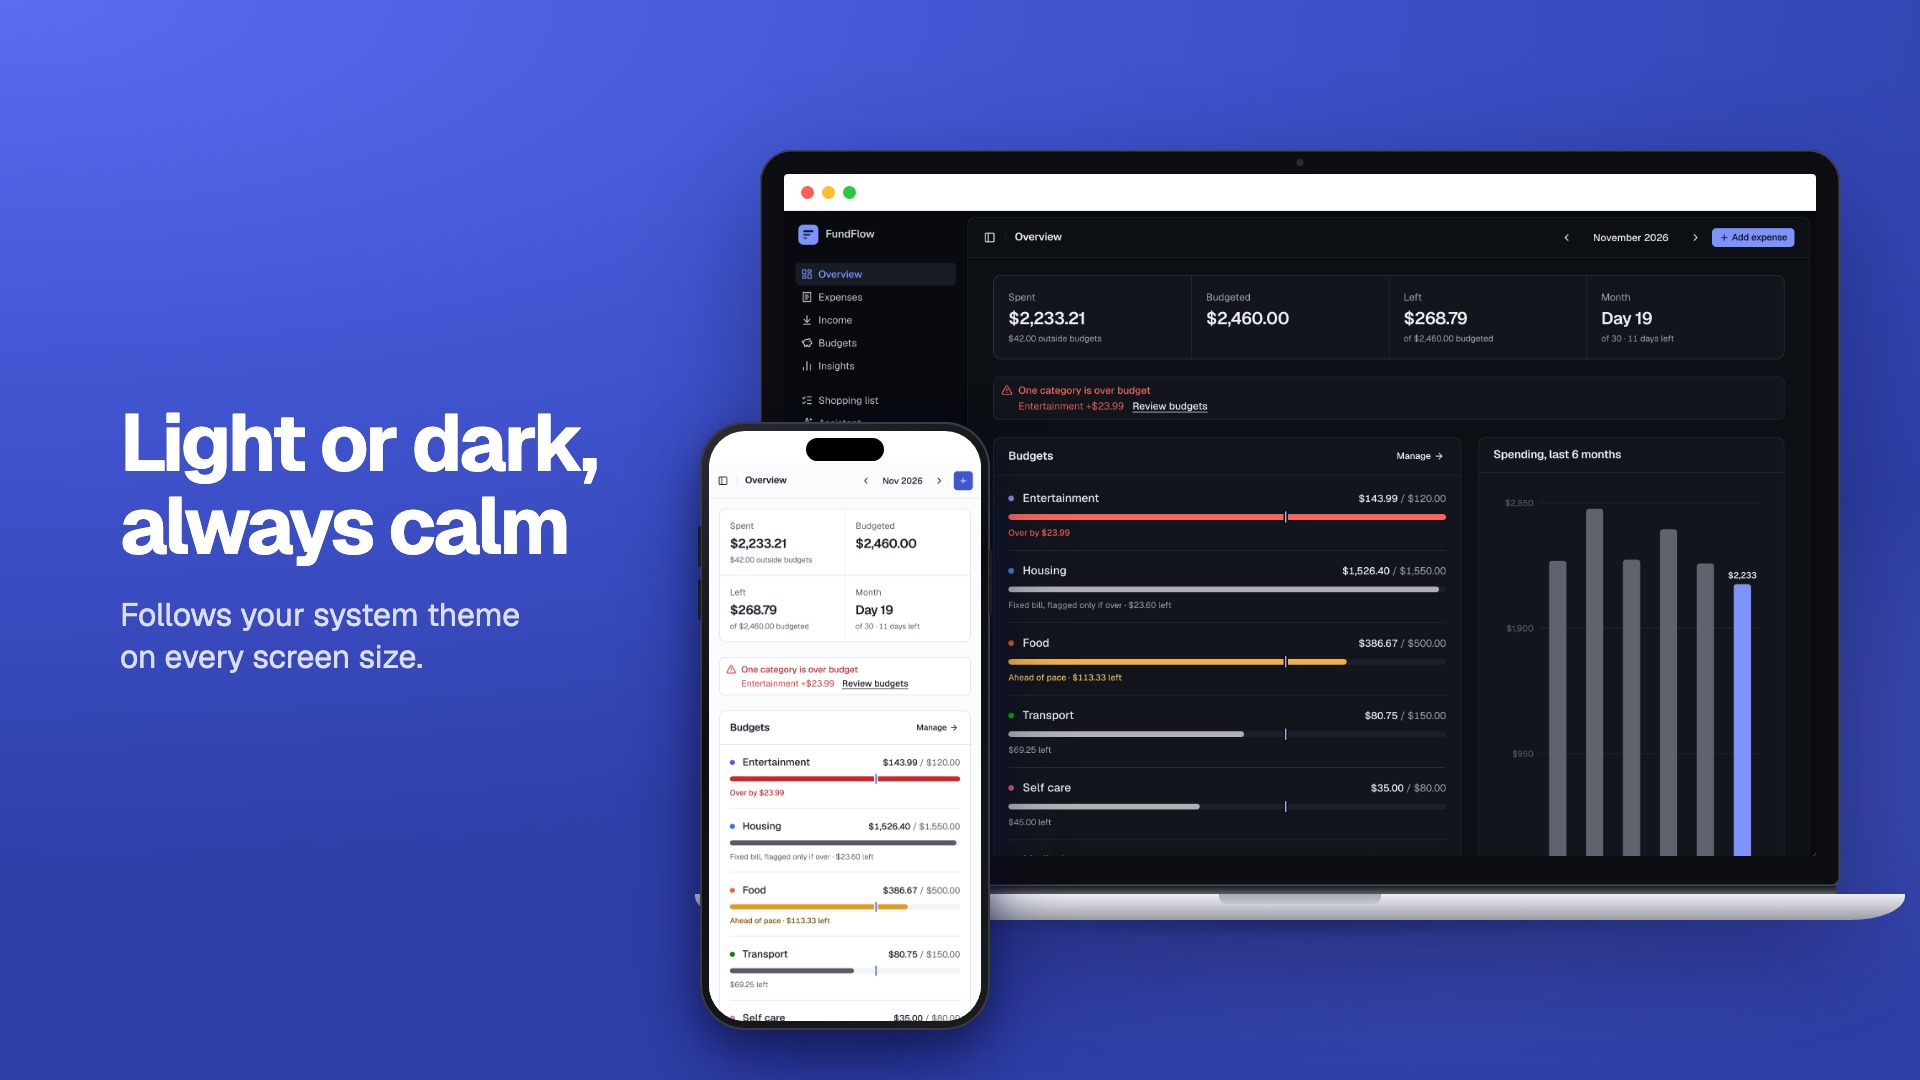 Light or dark,
always calm
Follows your system theme
on every screen size.
FundFlow
Overview
Expenses
Income
Budgets
Insights
Shopping list
Overview
November 2026
+ Add expense
Spent
$2,233.21
$42.00 outside budgets
Budgeted
$2,460.00
Left
$268.79
of $2,460.00 budgeted
Month
Day 19
of 30 · 11 days left
One category is over budget
Entertainment +$23.99 Review budgets
Budgets
Manage →
Entertainment
$143.99 / $120.00
Over by $23.99
Housing
$1,526.40 / $1,550.00
Fixed bill, flagged only if over · $23.60 left
Food
$386.67 / $500.00
Ahead of pace · $113.33 left
Transport
$80.75 / $150.00
$69.25 left
Self care
$35.00 / $80.00
$45.00 left
Spending, last 6 months
$2,850
$1,900
$950
$2,233
Overview
Nov 2026
+
Spent
$2,233.21
$42.00 outside budgets
Budgeted
$2,460.00
Left
$268.79
of $2,460.00 budgeted
Month
Day 19
of 30 · 11 days left
One category is over budget
Entertainment +$23.99 Review budgets
Budgets
Manage →
Entertainment
$143.99 / $120.00
Over by $23.99
Housing
$1,526.40 / $1,550.00
Fixed bill, flagged only if over · $23.60 left
Food
$386.67 / $500.00
Ahead of pace · $113.33 left
Transport
$80.75 / $150.00
$69.25 left
Self care
$35.00 / $80.00